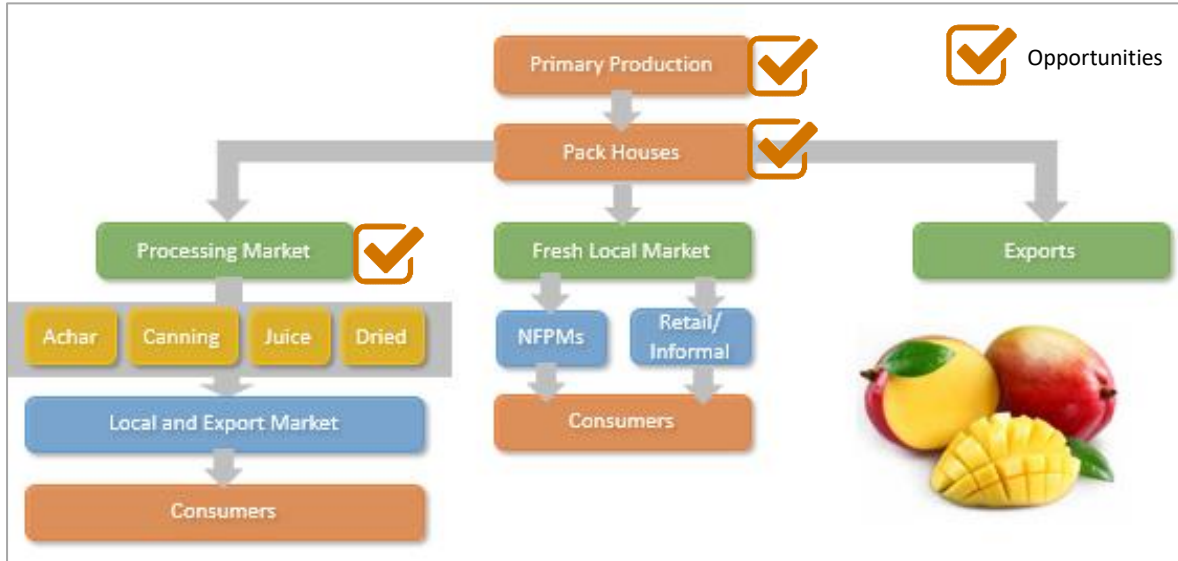 Primary Production
Opportunities
Pack Houses
Processing Market
Fresh Local Market
Exports
Achar
Canning
Juice
Dried
NFPMs
Retail/
Informal
Local and Export Market
Consumers
Consumers